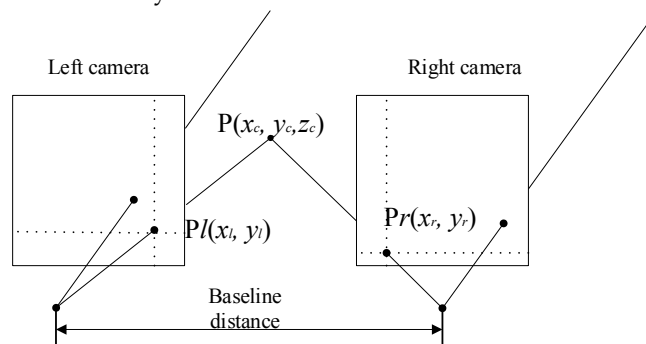 Left camera
Right camera
P(xc, yc,zc)
Pl(xl, yl)
Pr(xr, yr)
Baseline
distance